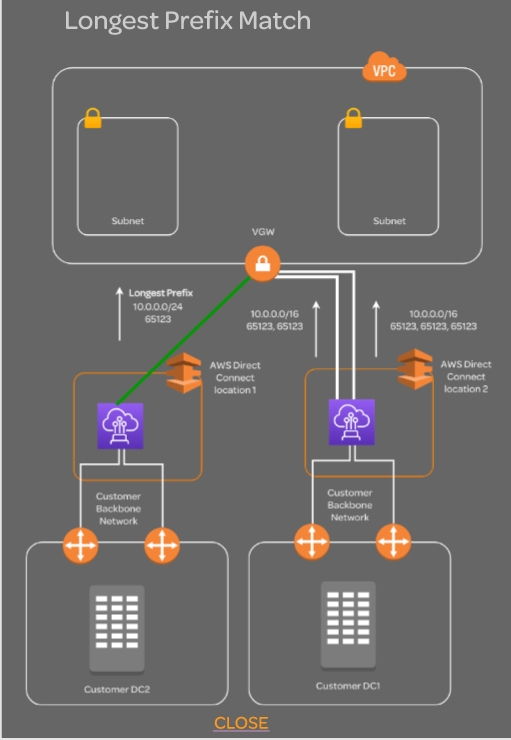 Longest Prefix Match
VPC
Subnet
Subnet
VGW
Longest Prefix
10.0.0.0/24
65123
10.0.0.0/16
65123, 65123
10.0.0.0/16
65123, 65123, 65123
AWS Direct
Connect
location 1
AWS Direct
Connect
location 2
Customer
Backbone
Network
Customer
Backbone
Network
Customer DC2
Customer DC1
CLOSE